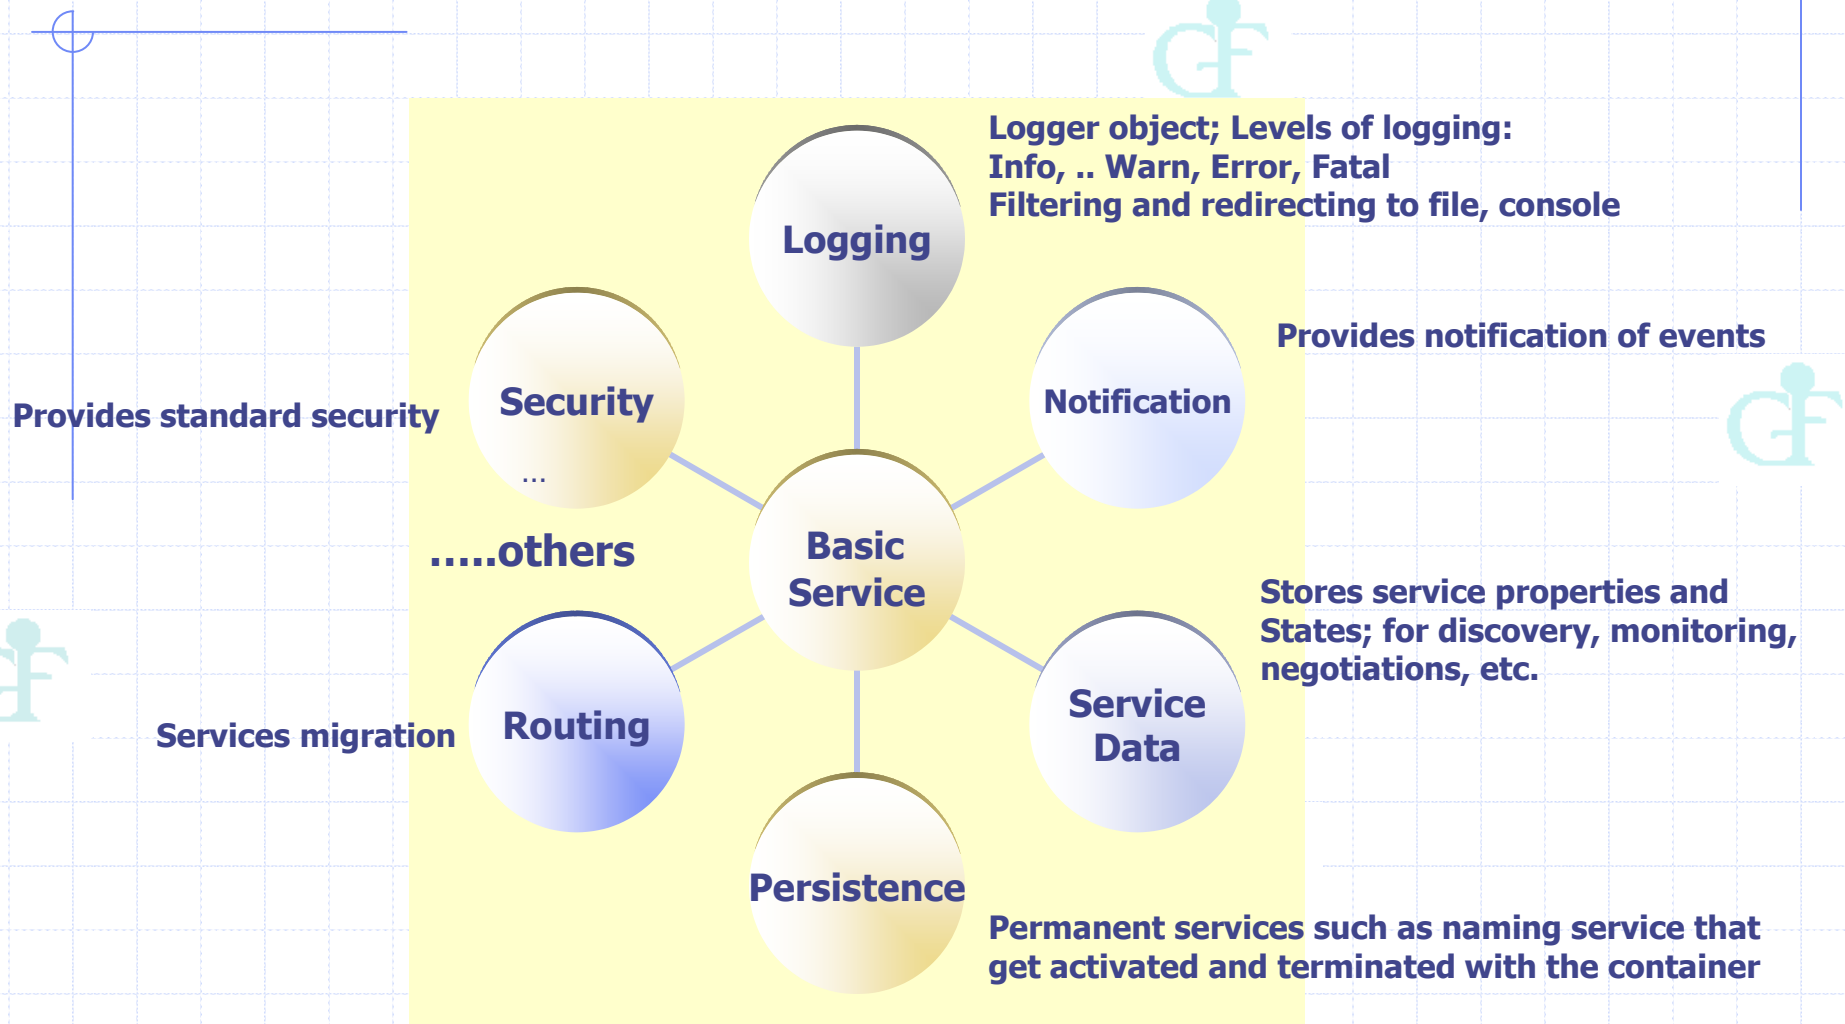 Logger object; Levels of logging:
Info, .. Warn, Error, Fatal
Filtering and redirecting to file, console
Logging
Provides notification of events
Security
...
Notification
Provides standard security
.....others
Basic
Service
Stores service properties and
States; for discovery, monitoring,
negotiations, etc.
Service
Data
Routing
Services migration
Persistence
Permanent services such as naming service that
get activated and terminated with the container
GF
GF
F